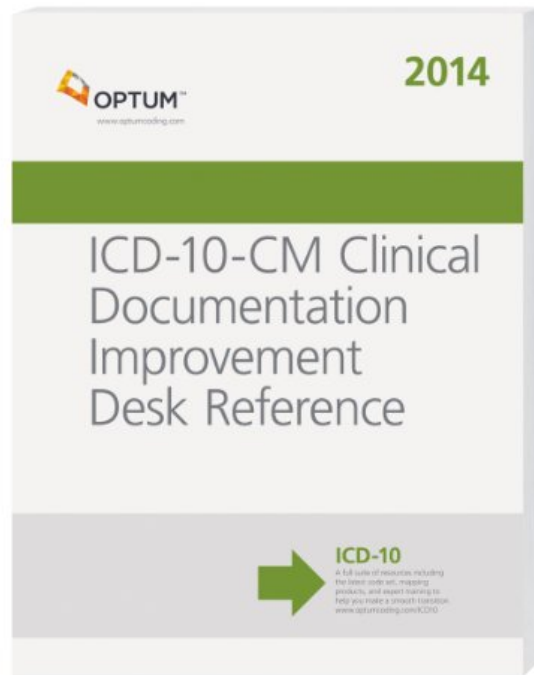 OPTUM™
www.optumcoding.com
2014
ICD-10-CM Clinical
Documentation
Improvement
Desk Reference
ICD-10
A full suite of resources including
the latest code set, mapping
products, and expert training to
help you make a smooth transition.
www.optumcoding.com/ICD10